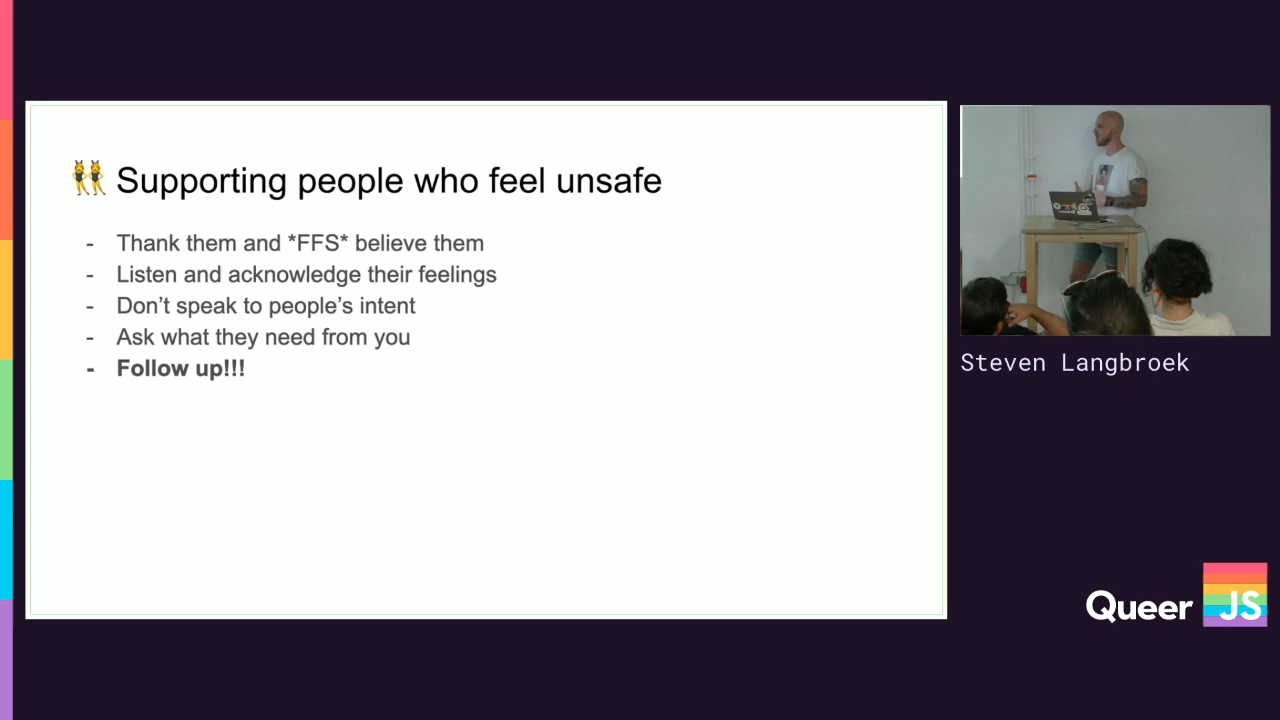 👯 Supporting people who feel unsafe
- Thank them and *FFS* believe them
- Listen and acknowledge their feelings
- Don’t speak to people’s intent
- Ask what they need from you
- Follow up!!!
Steven Langbroek
Queer JS